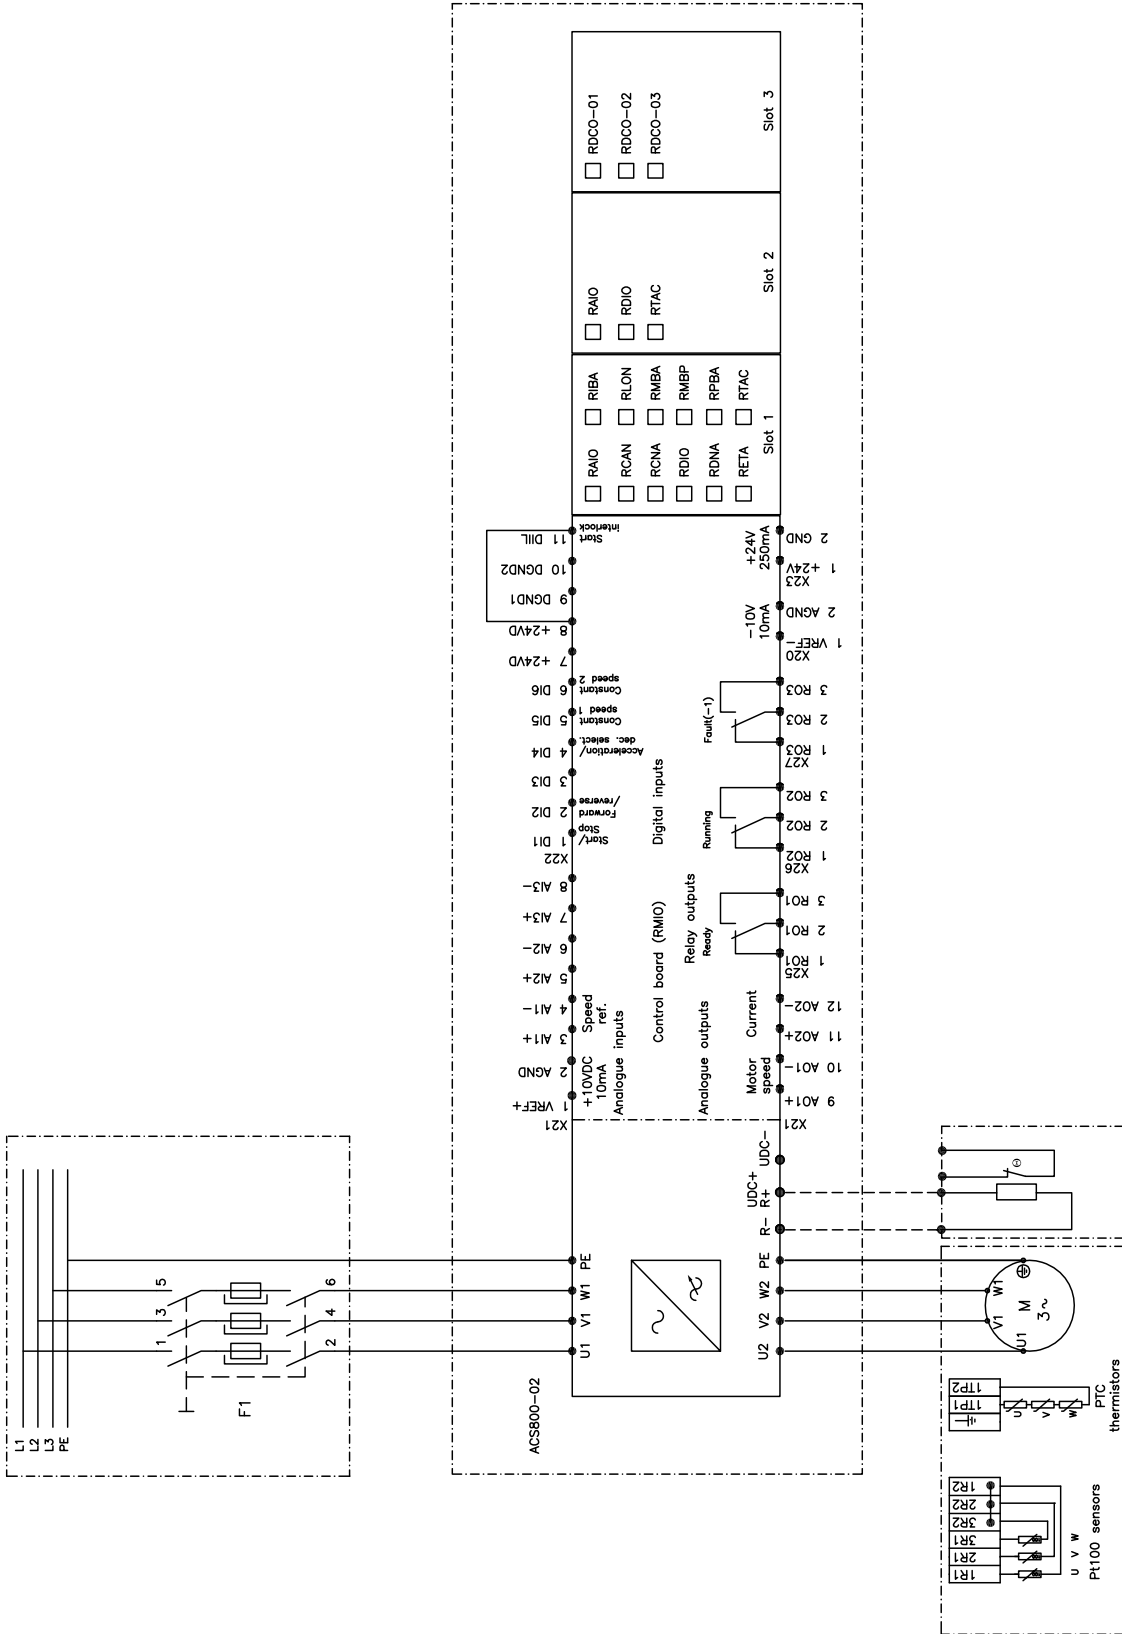 L1
L2
L3
PE
F1
1
3
5
2
4
6
ACS800-02
U1
V1
W1
PE
U2
V2
W2
PE
R-
UDC+
R+
UDC-
X21
1 VREF+
2 AGND
3 AI1+
4 AI1-
5 AI2+
6 AI2-
7 AI3+
8 AI3-
+10VDC
10mA
Speed
ref.
Analogue inputs
X22
1 DI1
Start/
Stop
2 DI2
Forward
/reverse
3 DI3
4 DI4
Acceleration/
dec. select.
5 DI5
Constant
speed 1
6 DI6
Constant
speed 2
7 +24VD
8 +24VD
9 DGND1
10 DGND2
11 DIIL
Start
interlock
Digital inputs
Control board (RMIO)
Relay outputs
Analogue outputs
Motor
speed
Current
Ready
Running
Fault(-1)
X21
9 AO1+
10 AO1-
11 AO2+
12 AO2-
X25
1 RO1
2 RO1
3 RO1
X26
1 RO2
2 RO2
3 RO2
X27
1 RO3
2 RO3
3 RO3
X20
1 VREF-
2 AGND
-10V
10mA
X23
1 +24V
2 GND
+24V
250mA
RAIO
RCAN
RCNA
RDIO
RDNA
RETA
RIBA
RLON
RMBA
RMBP
RPBA
RTAC
Slot 1
RAIO
RDIO
RTAC
Slot 2
RDCO-01
RDCO-02
RDCO-03
Slot 3
Θ
U1
V1
W1
M
3~
1TP1
1TP2
U
V
W
PTC
thermistors
1R1
2R1
3R1
3R2
2R2
1R2
U V W
Pt100 sensors